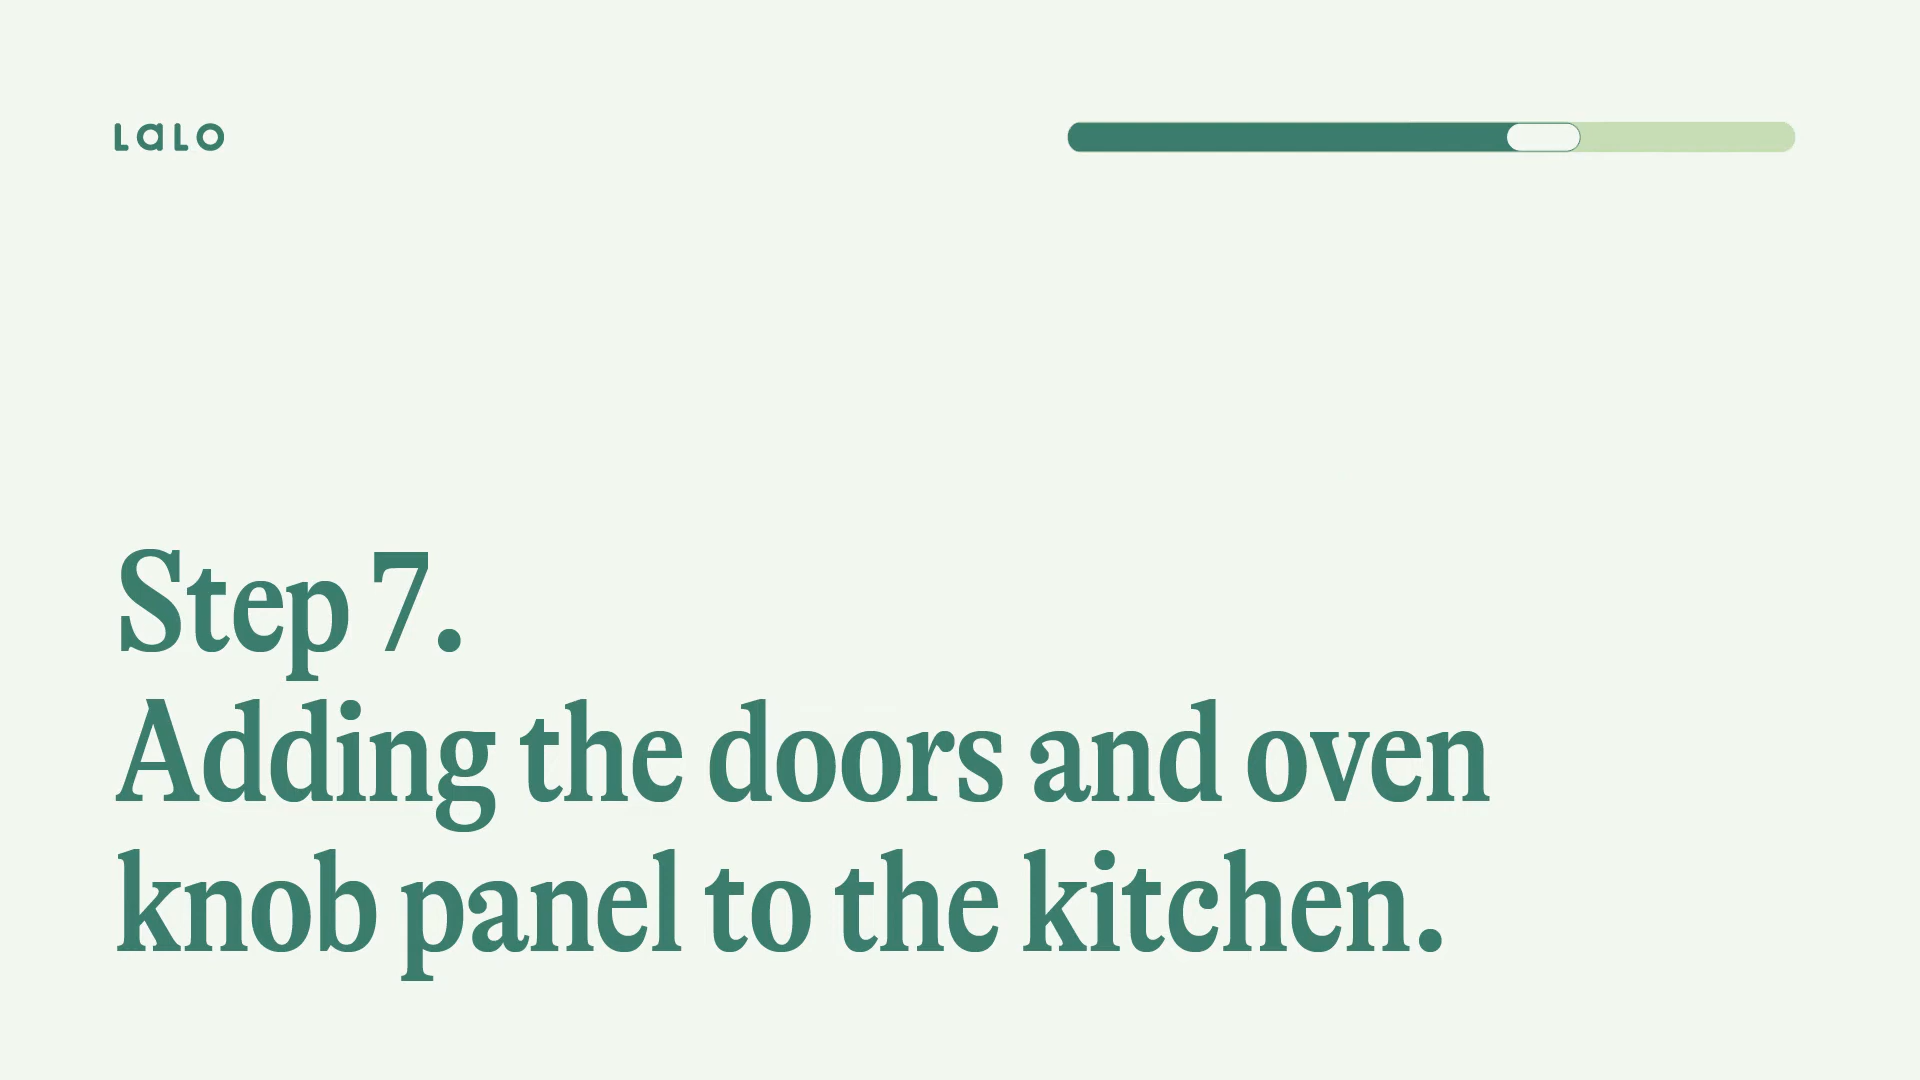 LaLO
Step 7.
Adding the doors and oven
knob panel to the kitchen.